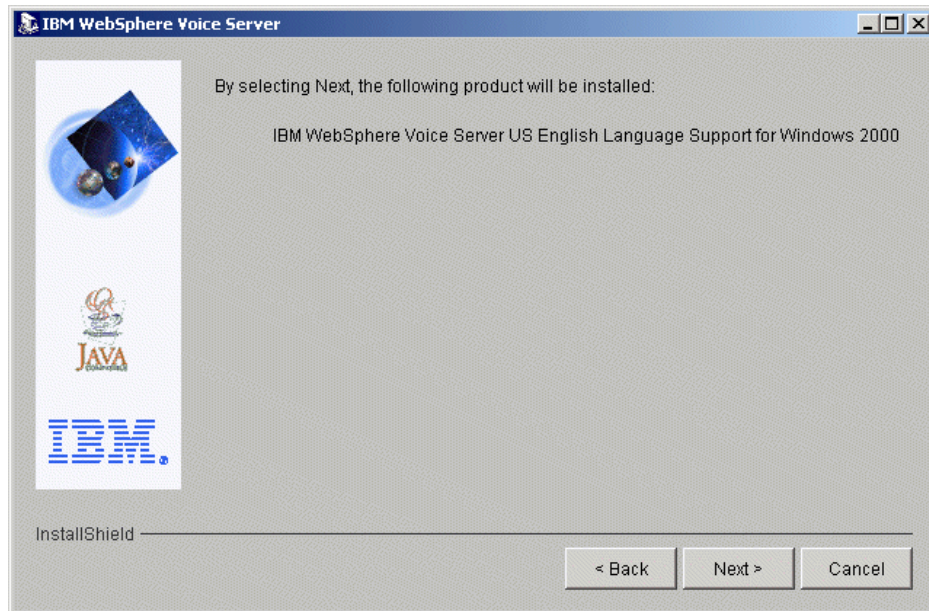 IBM WebSphere Voice Server
By selecting Next, the following product will be installed:
IBM WebSphere Voice Server US English Language Support for Windows 2000
JAVA
COMPATIBLE
IBM.
InstallShield
< Back
Next >
Cancel